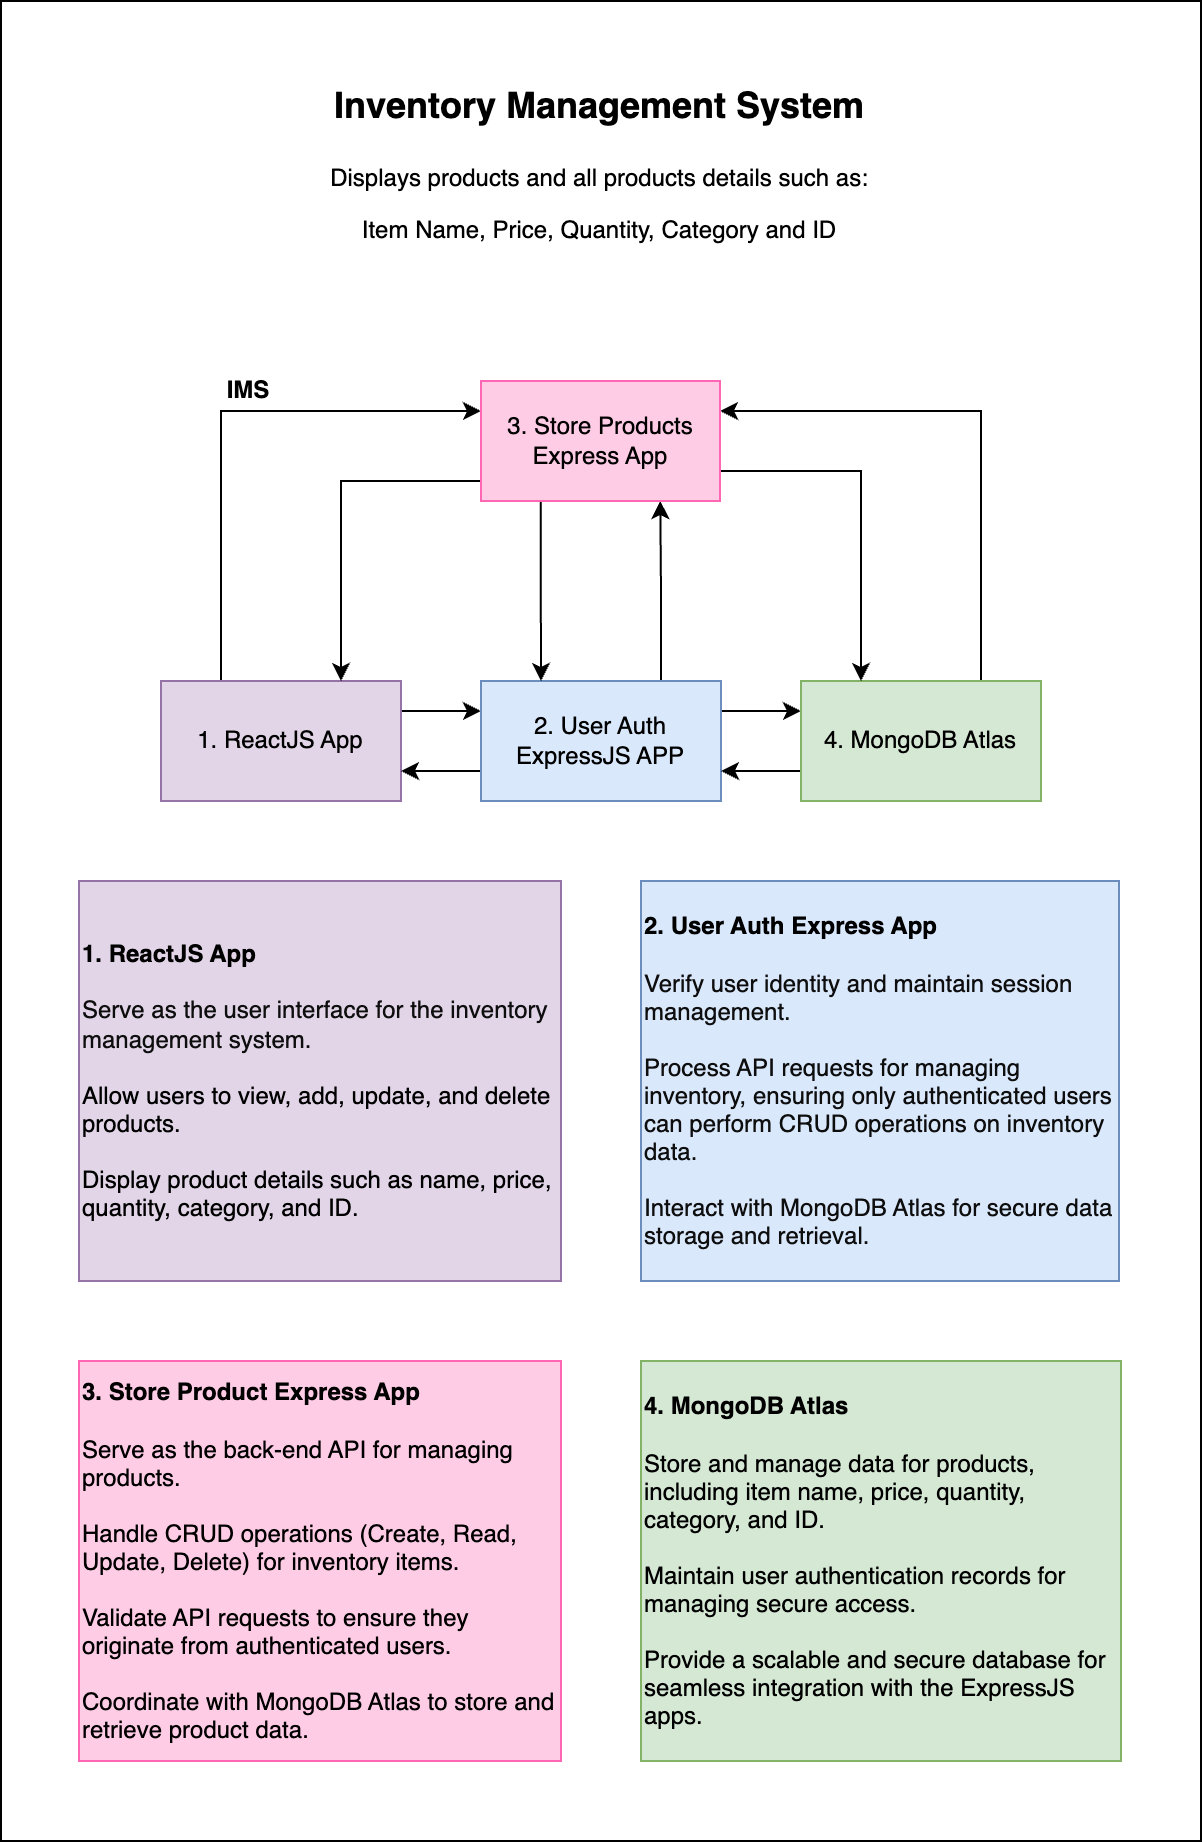 Inventory Management System
Displays products and all products details such as:
Item Name, Price, Quantity, Category and ID
IMS
3. Store Products
Express App
1. ReactJS App
2. User Auth
ExpressJS APP
4. MongoDB Atlas
1. ReactJS App
Serve as the user interface for the inventory
management system.
Allow users to view, add, update, and delete
products.
Display product details such as name, price,
quantity, category, and ID.
2. User Auth Express App
Verify user identity and maintain session
management.
Process API requests for managing
inventory, ensuring only authenticated users
can perform CRUD operations on inventory
data.
Interact with MongoDB Atlas for secure data
storage and retrieval.
3. Store Product Express App
Serve as the back-end API for managing
products.
Handle CRUD operations (Create, Read,
Update, Delete) for inventory items.
Validate API requests to ensure they
originate from authenticated users.
Coordinate with MongoDB Atlas to store and
retrieve product data.
4. MongoDB Atlas
Store and manage data for products,
including item name, price, quantity,
category, and ID.
Maintain user authentication records for
managing secure access.
Provide a scalable and secure database for
seamless integration with the ExpressJS
apps.